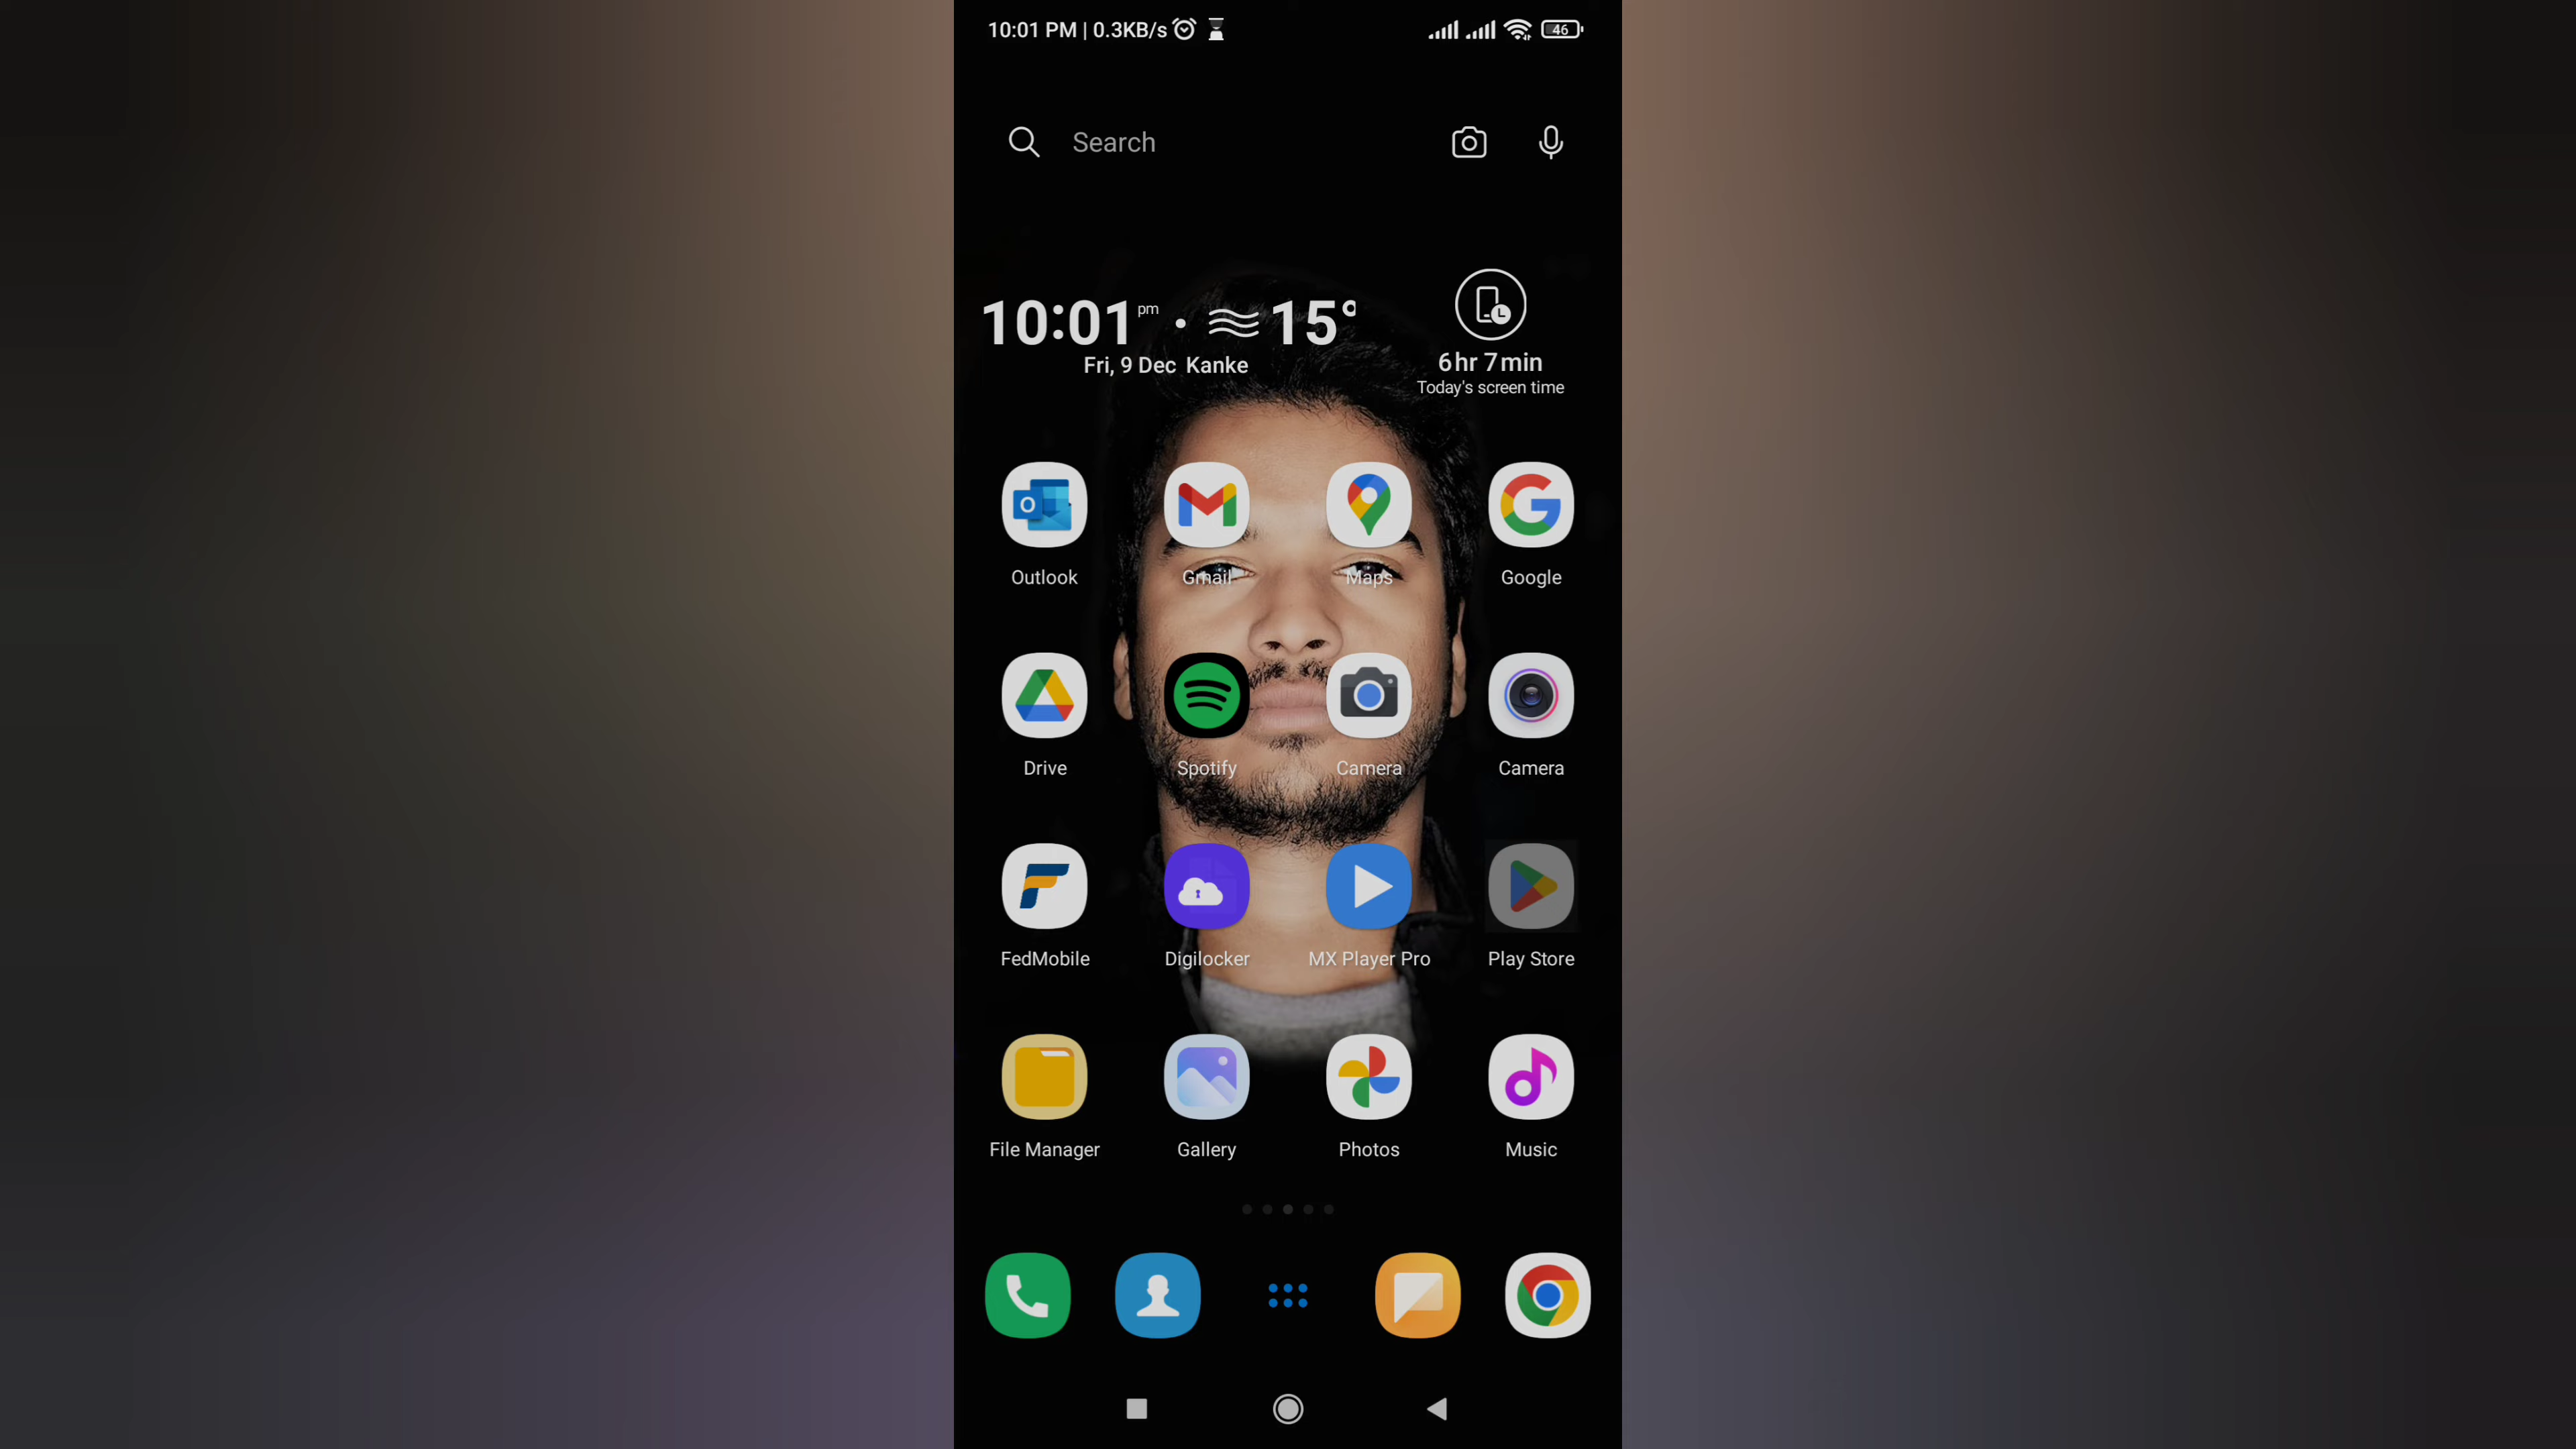 10:01 PM | 0.3KB/s
46
Search
10:01 pm • 15°
Fri, 9 Dec Kanke
6 hr 7 min
Today's screen time
Outlook Gmail Maps Google
Drive Spotify Camera Camera
FedMobile Digilocker MX Player Pro Play Store
File Manager Gallery Photos Music